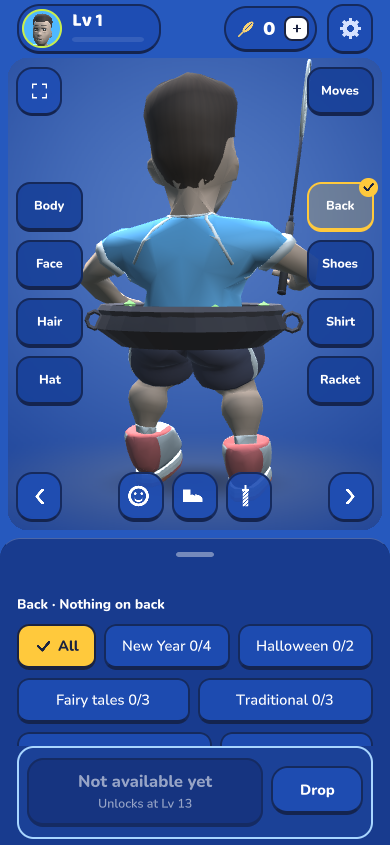 Lv 1
0
+
Moves
Body
Back
Face
Shoes
Hair
Shirt
Hat
Racket
Back · Nothing on back
All
New Year 0/4
Halloween 0/2
Fairy tales 0/3
Traditional 0/3
Not available yet
Unlocks at Lv 13
Drop